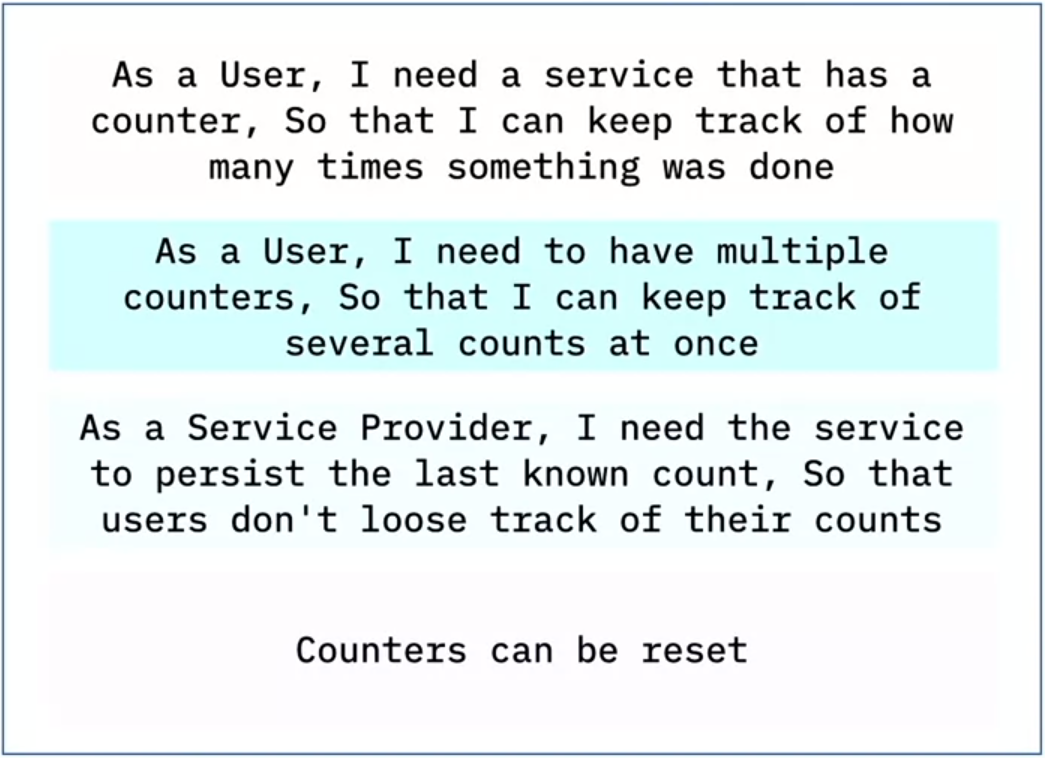 As a User, I need a service that has a
counter, So that I can keep track of how
many times something was done
As a User, I need to have multiple
counters, So that I can keep track of
several counts at once
As a Service Provider, I need the service
to persist the last known count, So that
users don't loose track of their counts
Counters can be reset